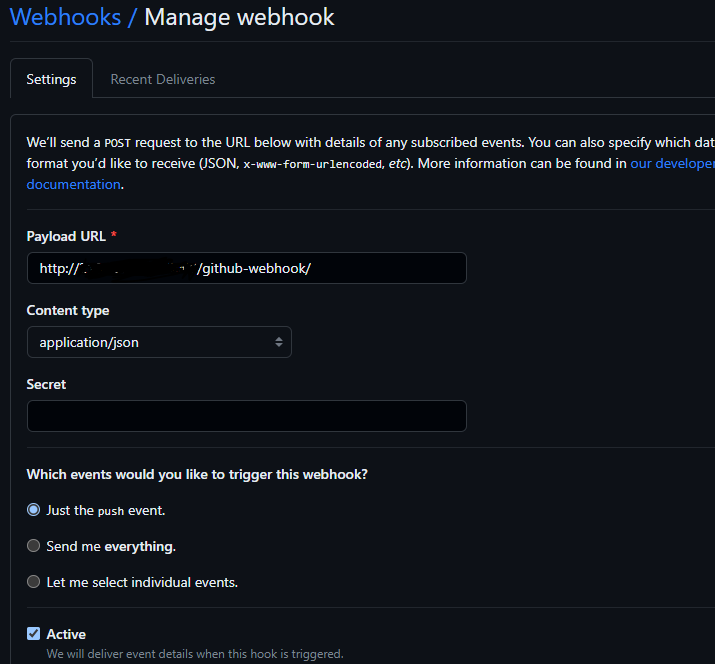 Webhooks / Manage webhook
Settings Recent Deliveries
We'll send a POST request to the URL below with details of any subscribed events. You can also specify which dat
format you'd like to receive (JSON, x-www-form-urlencoded, etc). More information can be found in our developer
documentation.
Payload URL *
http:// /github-webhook/
Content type
application/json
Secret
Which events would you like to trigger this webhook?
Just the push event.
Send me everything.
Let me select individual events.
Active
We will deliver event details when this hook is triggered.